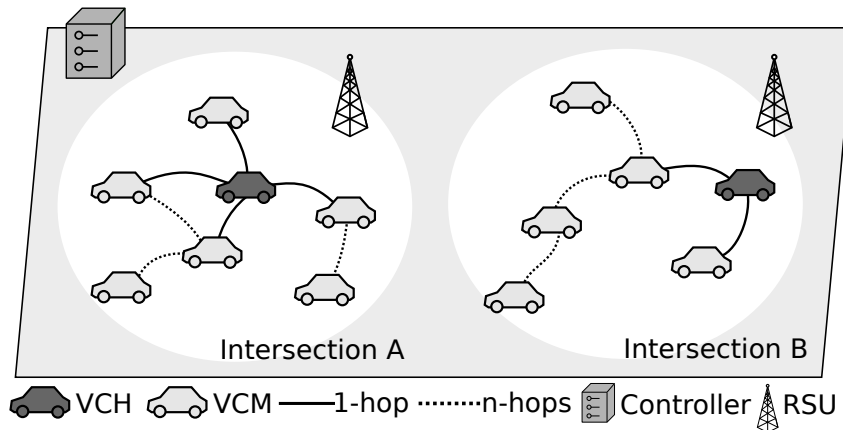 Intersection A
Intersection B
VCH VCM 1-hop n-hops Controller RSU